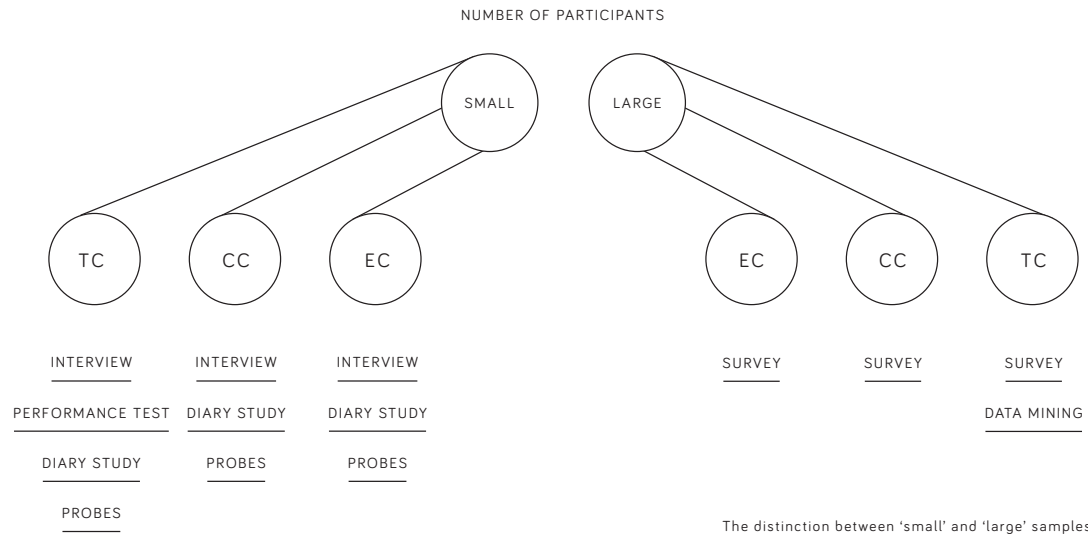 NUMBER OF PARTICIPANTS
SMALL
LARGE
TC
CC
EC
EC
CC
TC
INTERVIEW
INTERVIEW
INTERVIEW
SURVEY
SURVEY
SURVEY
PERFORMANCE TEST
DIARY STUDY
DIARY STUDY
DATA MINING
DIARY STUDY
PROBES
PROBES
PROBES
The distinction between ‘small’ and ‘large’ samples